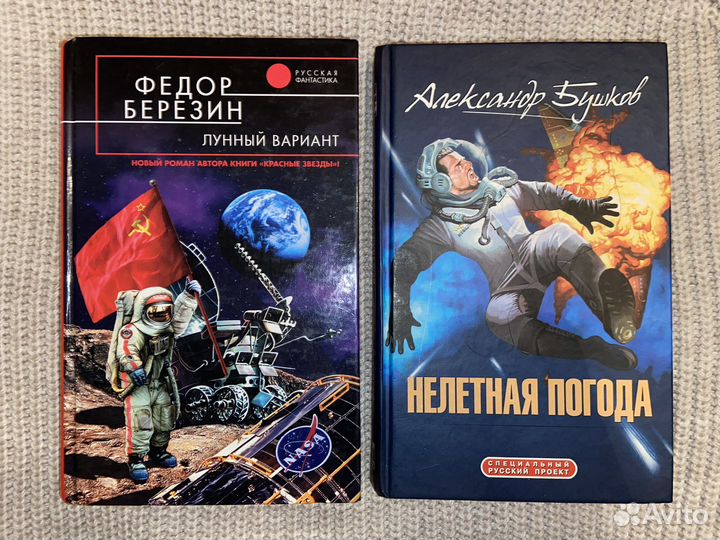 ФЕДОР
БЕРЕЗИН
РУССКАЯ
ФАНТАСТИКА
ЛУННЫЙ ВАРИАНТ
НОВЫЙ РОМАН АВТОРА КНИГИ «КРАСНЫЕ ЗВЕЗДЫ»!
NASA
Александр Бушков
НЕЛЕТНАЯ ПОГОДА
СПЕЦИАЛЬНЫЙ
РУССКИЙ ПРОЕКТ
Avito